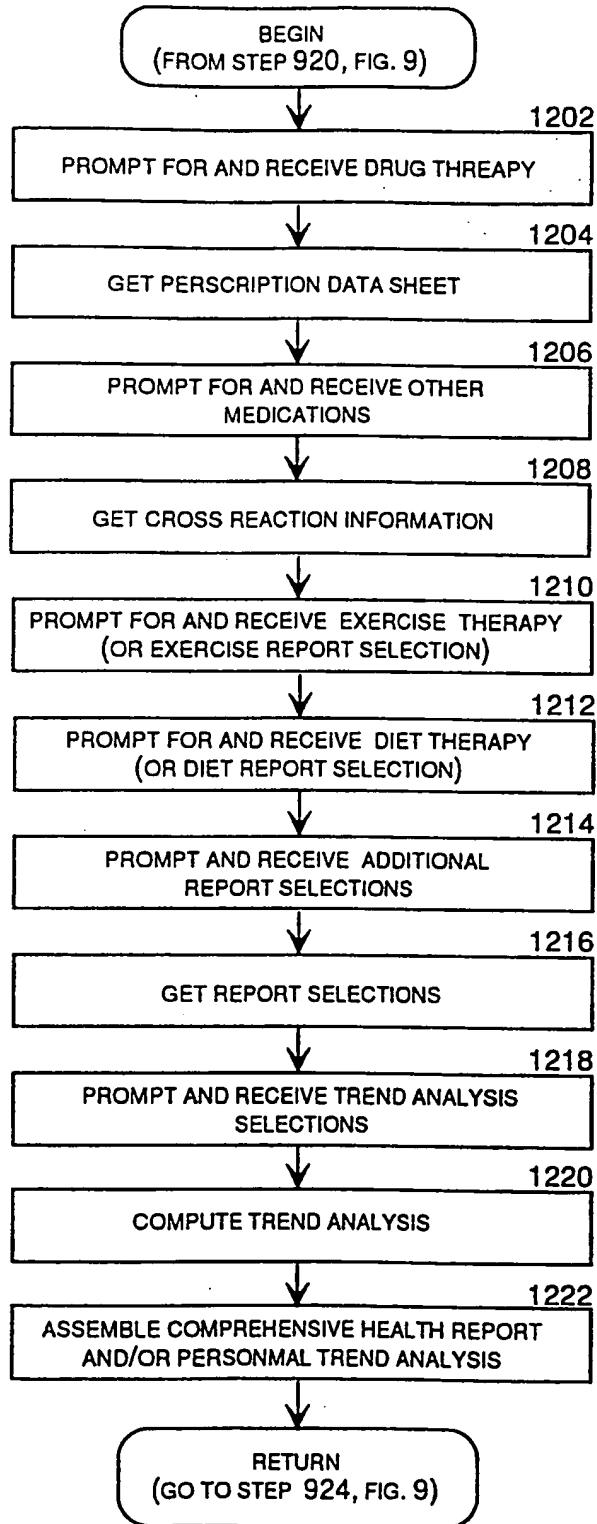 BEGIN
(FROM STEP 920, FIG. 9)
1202
PROMPT FOR AND RECEIVE DRUG THREAPY
1204
GET PERSCRIPTION DATA SHEET
1206
PROMPT FOR AND RECEIVE OTHER
MEDICATIONS
1208
GET CROSS REACTION INFORMATION
1210
PROMPT FOR AND RECEIVE EXERCISE THERAPY
(OR EXERCISE REPORT SELECTION)
1212
PROMPT FOR AND RECEIVE DIET THERAPY
(OR DIET REPORT SELECTION)
1214
PROMPT AND RECEIVE ADDITIONAL
REPORT SELECTIONS
1216
GET REPORT SELECTIONS
1218
PROMPT AND RECEIVE TREND ANALYSIS
SELECTIONS
1220
COMPUTE TREND ANALYSIS
1222
ASSEMBLE COMPREHENSIVE HEALTH REPORT
AND/OR PERSONMAL TREND ANALYSIS
RETURN
(GO TO STEP 924, FIG. 9)